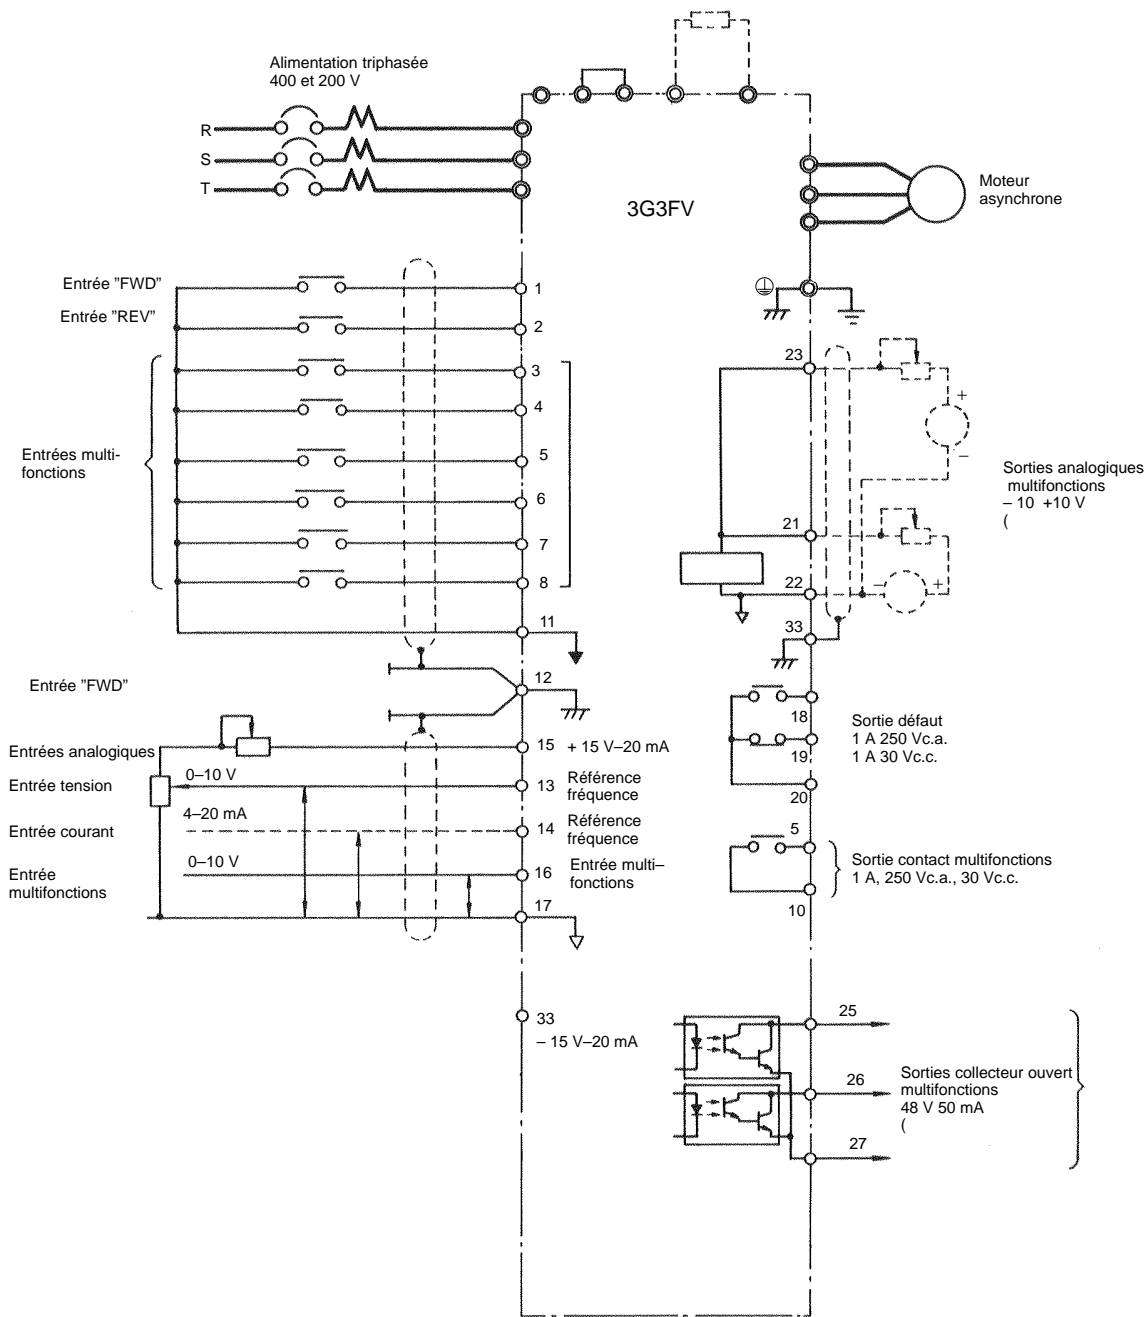 Alimentation triphasée
400 et 200 V
R
S
T
3G3FV
Moteur
asynchrone
Entrée ”FWD”
1
Entrée ”REV”
2
3
4
5
6
7
8
Entrées multi-
fonctions
11
12
Entrée ”FWD”
Entrées analogiques
15
+ 15 V–20 mA
Entrée tension
0–10 V
13
Référence
fréquence
4–20 mA
Entrée courant
14
Référence
fréquence
0–10 V
Entrée
multifonctions
16
Entrée multi–
fonctions
17
33
– 15 V–20 mA
23
+
–
Sorties analogiques
multifonctions
– 10 +10 V
(
21
22
–
+
33
18
19
20
Sortie défaut
1 A 250 Vc.a.
1 A 30 Vc.c.
5
10
Sortie contact multifonctions
1 A, 250 Vc.a., 30 Vc.c.
25
26
27
Sorties collecteur ouvert
multifonctions
48 V 50 mA
(